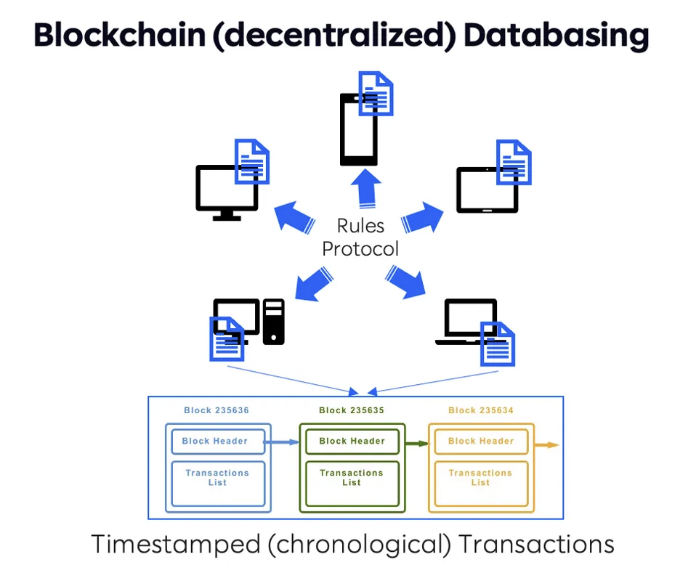 Blockchain (decentralized) Databasing
Rules
Protocol
Block 235636
Block 235635
Block 235634
Block Header
Block Header
Block Header
Transactions
List
Transactions
List
Transactions
List
Timestamped (chronological) Transactions